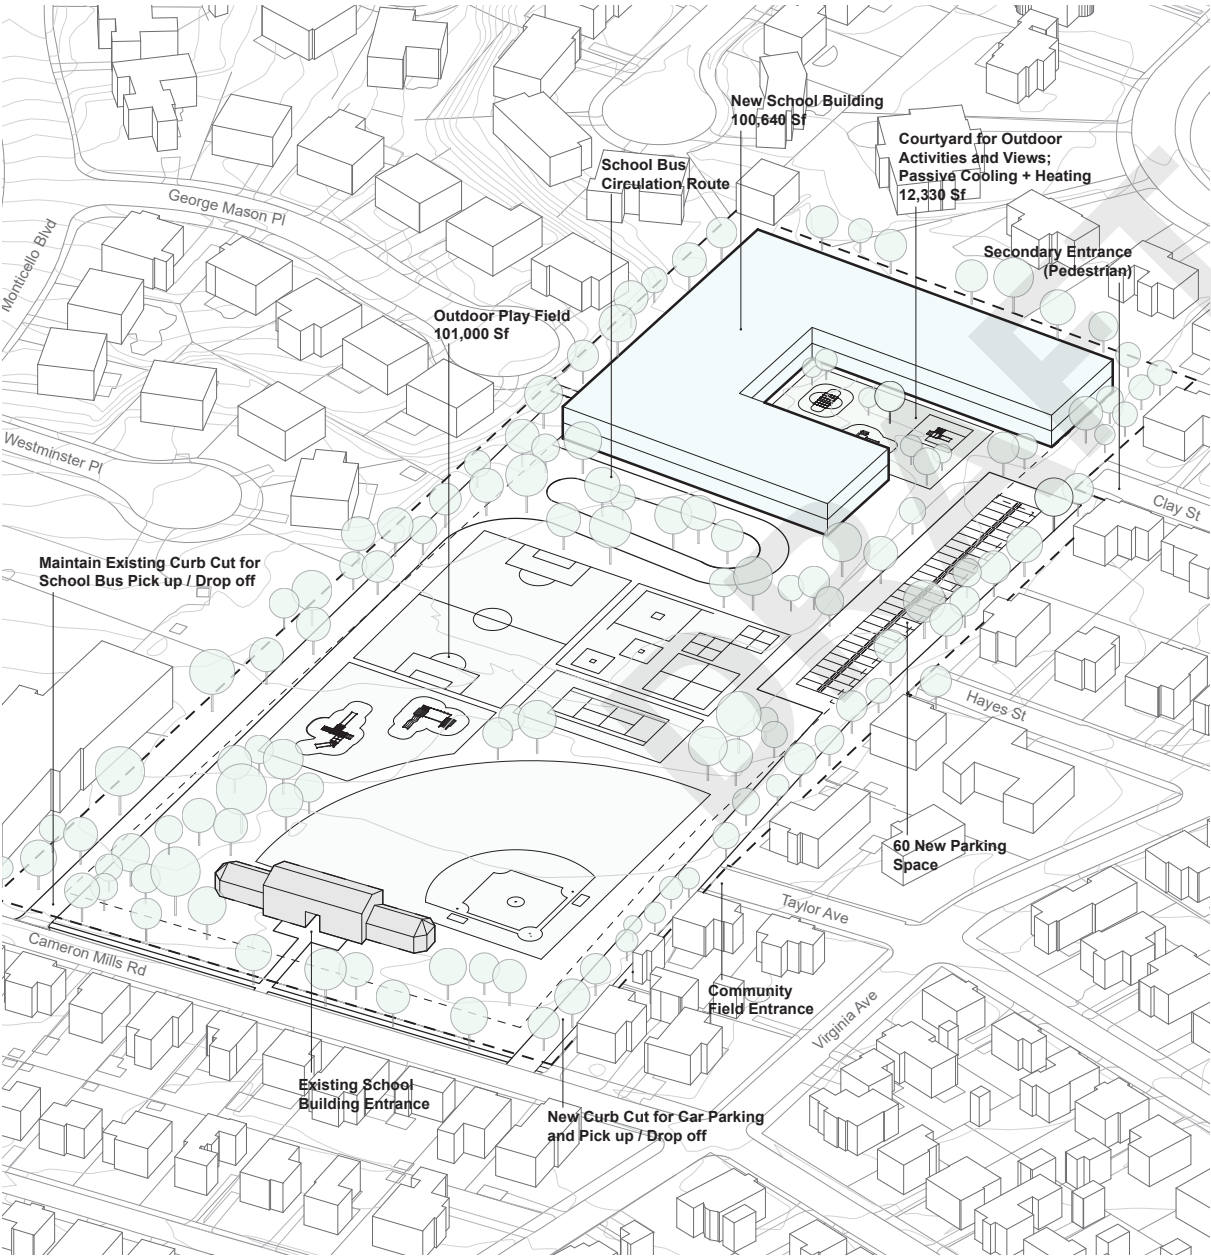 New School Building
100,640 Sf
Courtyard for Outdoor
Activities and Views;
Passive Cooling + Heating
12,330 Sf
School Bus
Circulation Route
George Mason Pl
Monticello Blvd
Secondary Entrance
(Pedestrian)
Outdoor Play Field
101,000 Sf
Westminster Pl
Clay St
Maintain Existing Curb Cut for
School Bus Pick up / Drop off
DRAFT
Hayes St
60 New Parking
Space
Taylor Ave
Cameron Mills Rd
Community
Field Entrance
Virginia Ave
Existing School
Building Entrance
New Curb Cut for Car Parking
and Pick up / Drop off